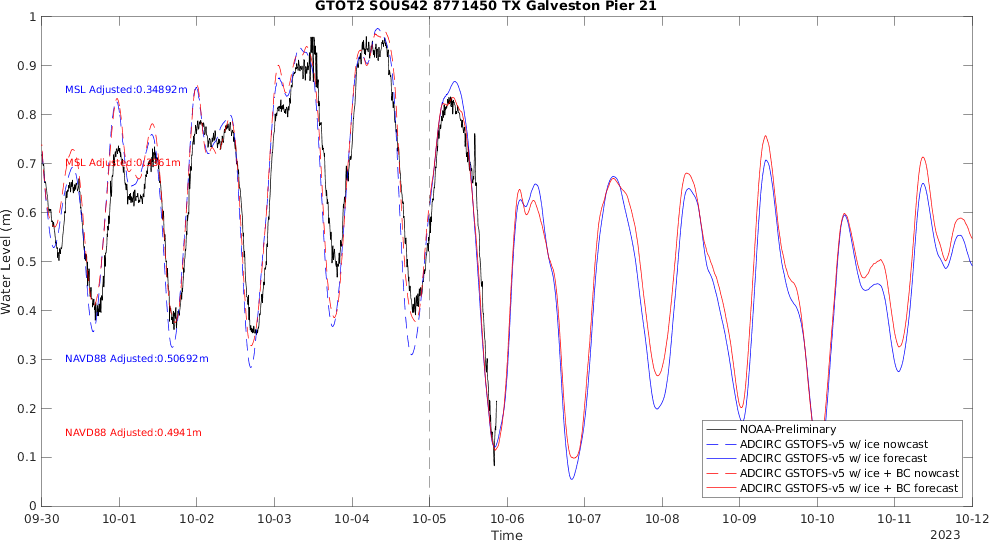 GTOT2 SOUS42 8771450 TX Galveston Pier 21
1
0.9
0.8
0.7
0.6
0.5
0.4
0.3
0.2
0.1
0
Water Level (m)
MSL Adjusted:0.34892m
MSL Adjusted:
NAVD88 Adjusted:0.50692m
NAVD88 Adjusted:0.4941m
NOAA-Preliminary
ADCIRC GSTOFS-v5 w/ ice nowcast
ADCIRC GSTOFS-v5 w/ ice forecast
ADCIRC GSTOFS-v5 w/ ice + BC nowcast
ADCIRC GSTOFS-v5 w/ ice + BC forecast
09-30 10-01 10-02 10-03 10-04 10-05 10-06 10-07 10-08 10-09 10-10 10-11 10-12
Time
2023